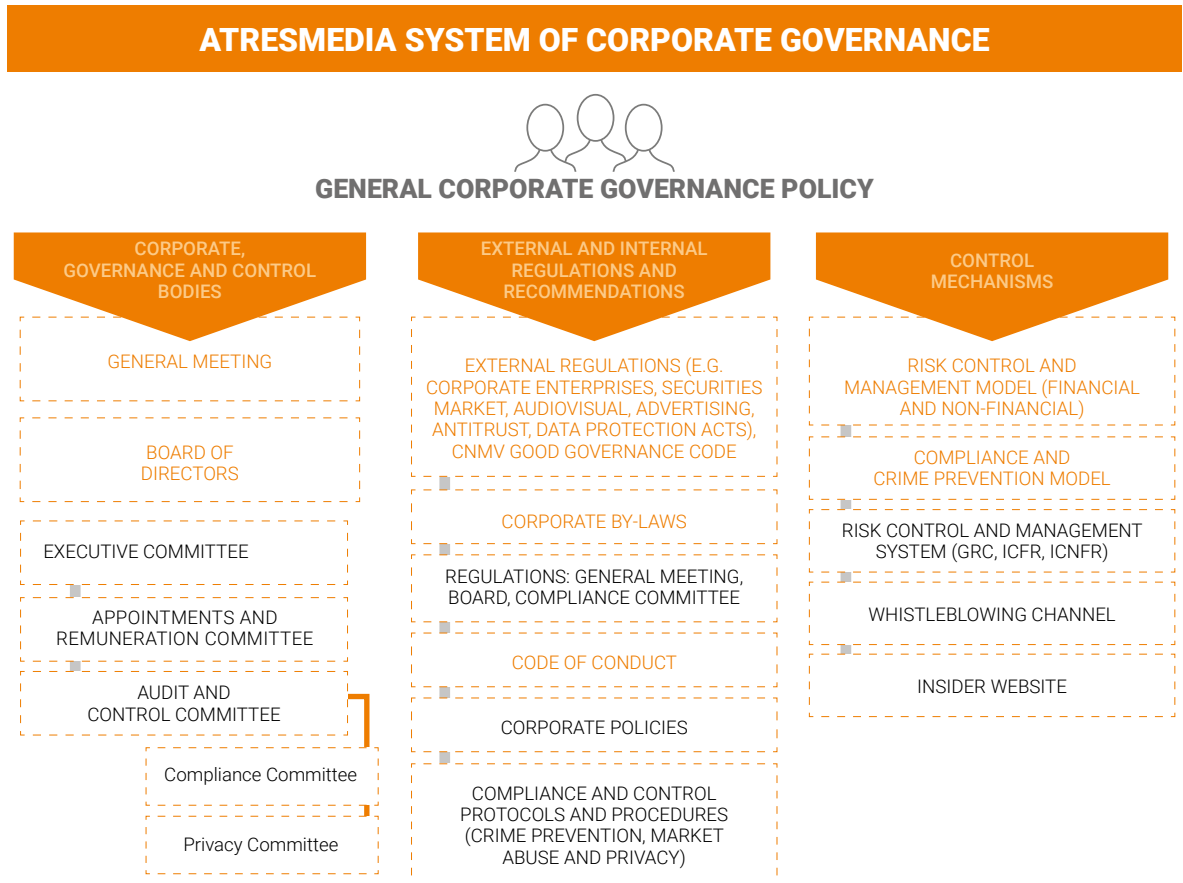 ATRESMEDIA SYSTEM OF CORPORATE GOVERNANCE
GENERAL CORPORATE GOVERNANCE POLICY
CORPORATE,
GOVERNANCE AND CONTROL
BODIES
GENERAL MEETING
BOARD OF
DIRECTORS
EXECUTIVE COMMITTEE
APPOINTMENTS AND
REMUNERATION COMMITTEE
AUDIT AND
CONTROL COMMITTEE
Compliance Committee
Privacy Committee
EXTERNAL AND INTERNAL
REGULATIONS AND
RECOMMENDATIONS
EXTERNAL REGULATIONS (E.G.
CORPORATE ENTERPRISES, SECURITIES
MARKET, AUDIOVISUAL, ADVERTISING,
ANTITRUST, DATA PROTECTION ACTS),
CNMV GOOD GOVERNANCE CODE
CORPORATE BY-LAWS
REGULATIONS: GENERAL MEETING,
BOARD, COMPLIANCE COMMITTEE
CODE OF CONDUCT
CORPORATE POLICIES
COMPLIANCE AND CONTROL
PROTOCOLS AND PROCEDURES
(CRIME PREVENTION, MARKET
ABUSE AND PRIVACY)
CONTROL
MECHANISMS
RISK CONTROL AND
MANAGEMENT MODEL (FINANCIAL
AND NON-FINANCIAL)
COMPLIANCE AND
CRIME PREVENTION MODEL
RISK CONTROL AND MANAGEMENT
SYSTEM (GRC, ICFR, ICNFR)
WHISTLEBLOWING CHANNEL
INSIDER WEBSITE